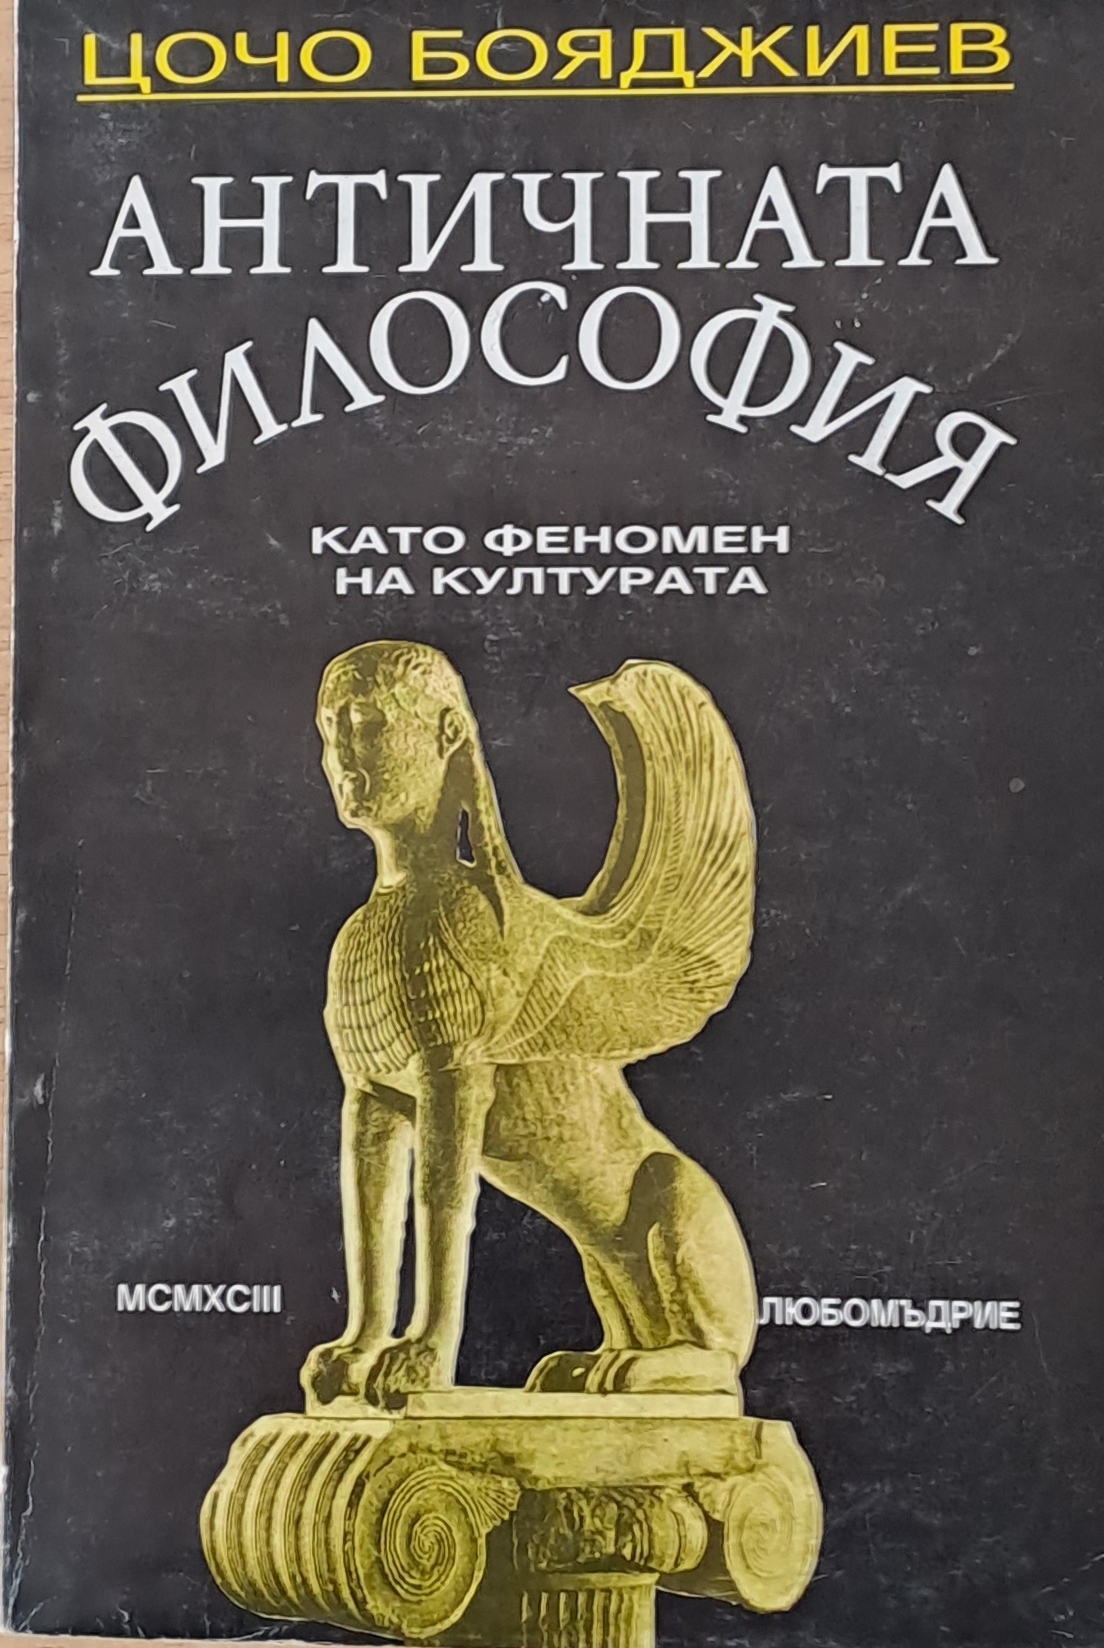 ЦОЧО БОЯДЖИЕВ
АНТИЧНАТА
ФИЛОСОФИЯ
КАТО ФЕНОМЕН
НА КУЛТУРАТА
MCMXCIII
ЛЮБОМЪДРИЕ